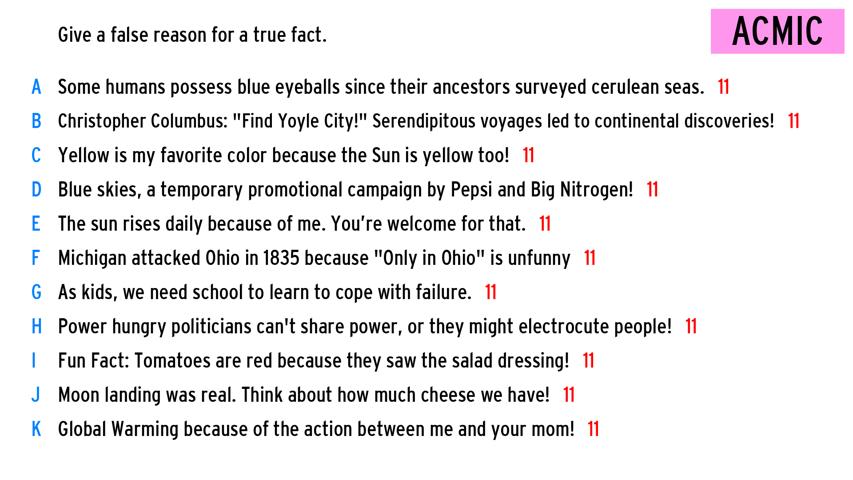 Give a false reason for a true fact.
ACMIC
A Some humans possess blue eyeballs since their ancestors surveyed cerulean seas. 11
B Christopher Columbus: "Find Yoyle City!" Serendipitous voyages led to continental discoveries! 11
C Yellow is my favorite color because the Sun is yellow too! 11
D Blue skies, a temporary promotional campaign by Pepsi and Big Nitrogen! 11
E The sun rises daily because of me. You’re welcome for that. 11
F Michigan attacked Ohio in 1835 because "Only in Ohio" is unfunny 11
G As kids, we need school to learn to cope with failure. 11
H Power hungry politicians can't share power, or they might electrocute people! 11
I Fun Fact: Tomatoes are red because they saw the salad dressing! 11
J Moon landing was real. Think about how much cheese we have! 11
K Global Warming because of the action between me and your mom! 11